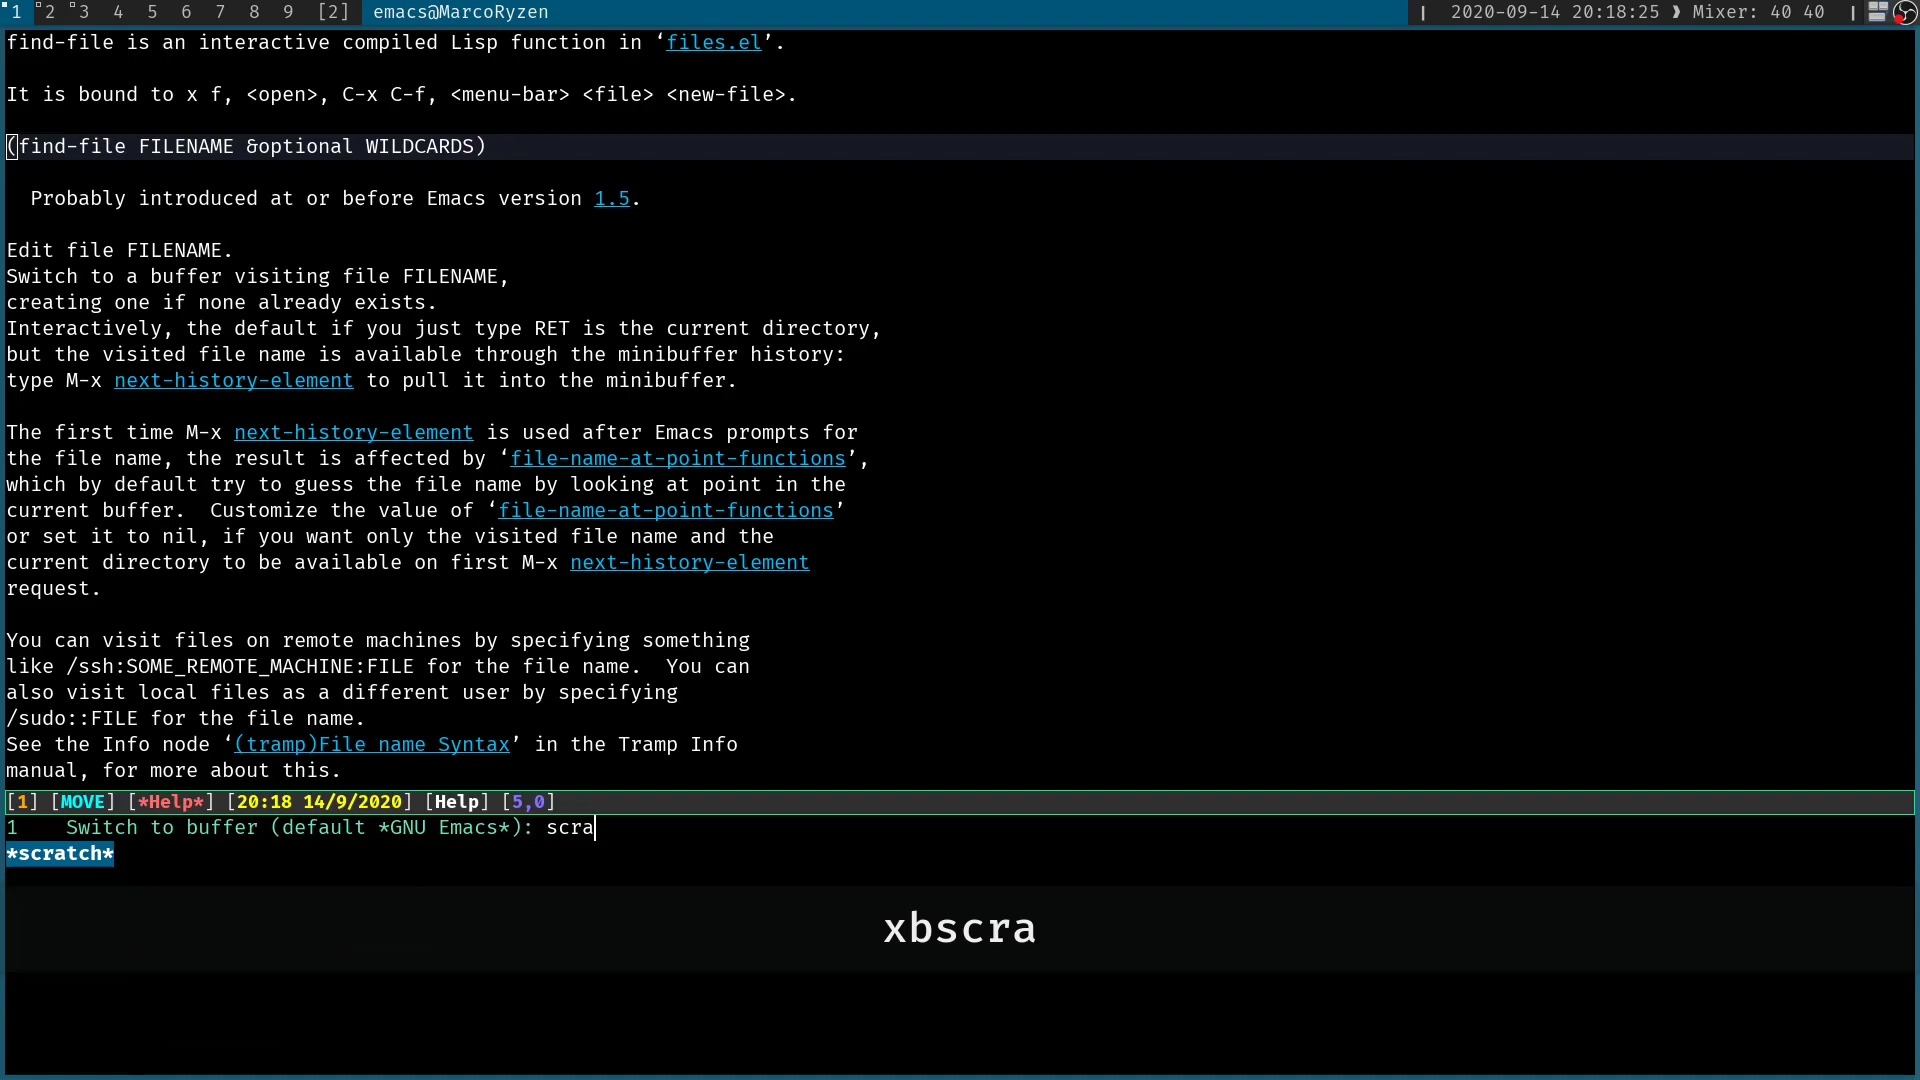 1 2 3 4 5 6 7 8 9 [2] emacs@MarcoRyzen | 2020-09-14 20:18:25 ❱ Mixer: 40 40 |
find-file is an interactive compiled Lisp function in ‘files.el’.
It is bound to x f, <open>, C-x C-f, <menu-bar> <file> <new-file>.
(find-file FILENAME &optional WILDCARDS)
Probably introduced at or before Emacs version 1.5.
Edit file FILENAME.
Switch to a buffer visiting file FILENAME,
creating one if none already exists.
Interactively, the default if you just type RET is the current directory,
but the visited file name is available through the minibuffer history:
type M-x next-history-element to pull it into the minibuffer.
The first time M-x next-history-element is used after Emacs prompts for
the file name, the result is affected by ‘file-name-at-point-functions’,
which by default try to guess the file name by looking at point in the
current buffer.  Customize the value of ‘file-name-at-point-functions’
or set it to nil, if you want only the visited file name and the
current directory to be available on first M-x next-history-element
request.
You can visit files on remote machines by specifying something
like /ssh:SOME_REMOTE_MACHINE:FILE for the file name.  You can
also visit local files as a different user by specifying
/sudo::FILE for the file name.
See the Info node ‘(tramp)File name Syntax’ in the Tramp Info
manual, for more about this.
[1] [MOVE] [*Help*] [20:18 14/9/2020] [Help] [5,0]
1    Switch to buffer (default *GNU Emacs*): scra
*scratch*
xbscra